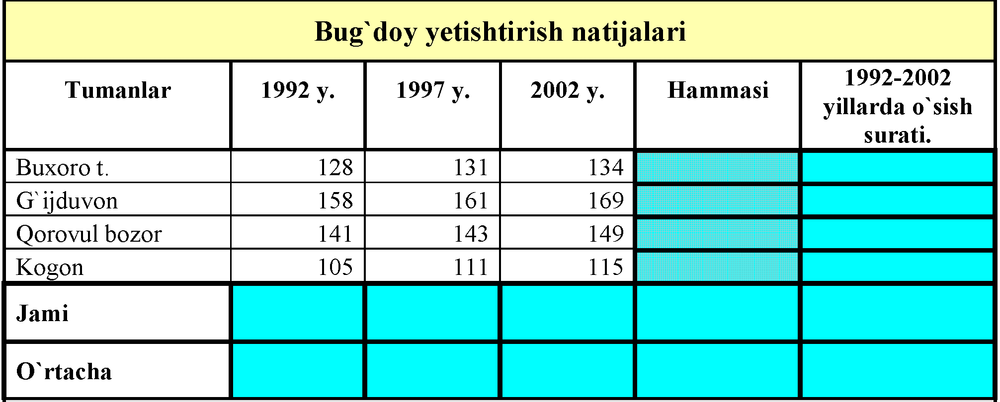 Bug`doy yetishtirish natijalari
Tumanlar 1992 y. 1997 y. 2002 y. Hammasi 1992-2002 yillarda o`sish surati.
Buxoro t. 128 131 134
G`ijduvon 158 161 169
Qorovul bozor 141 143 149
Kogon 105 111 115
Jami
O`rtacha